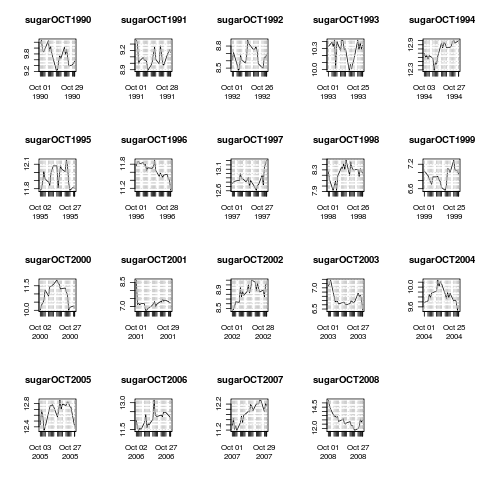 sugarOCT1990 sugarOCT1991 sugarOCT1992 sugarOCT1993 sugarOCT1994
9.8 9.2 8.8 10.3 12.9
9.2 8.9 8.5 10.0 12.3
Oct 01 Oct 29 Oct 01 Oct 28 Oct 01 Oct 26 Oct 01 Oct 25 Oct 03 Oct 27
1990 1990 1991 1991 1992 1992 1993 1993 1994 1994
sugarOCT1995 sugarOCT1996 sugarOCT1997 sugarOCT1998 sugarOCT1999
12.1 11.8 13.1 8.3 7.2
11.8 11.2 12.6 7.9 6.6
Oct 02 Oct 27 Oct 01 Oct 28 Oct 01 Oct 27 Oct 01 Oct 26 Oct 01 Oct 25
1995 1995 1996 1996 1997 1997 1998 1998 1999 1999
sugarOCT2000 sugarOCT2001 sugarOCT2002 sugarOCT2003 sugarOCT2004
11.5 8.5 8.9 7.0 10.0
10.0 7.0 8.5 6.5 9.6
Oct 02 Oct 27 Oct 01 Oct 29 Oct 01 Oct 28 Oct 01 Oct 27 Oct 01 Oct 25
2000 2000 2001 2001 2002 2002 2003 2003 2004 2004
sugarOCT2005 sugarOCT2006 sugarOCT2007 sugarOCT2008
12.8 13.0 12.2 14.5
12.4 11.5 11.2 12.0
Oct 03 Oct 27 Oct 02 Oct 27 Oct 01 Oct 29 Oct 01 Oct 27
2005 2005 2006 2006 2007 2007 2008 2008